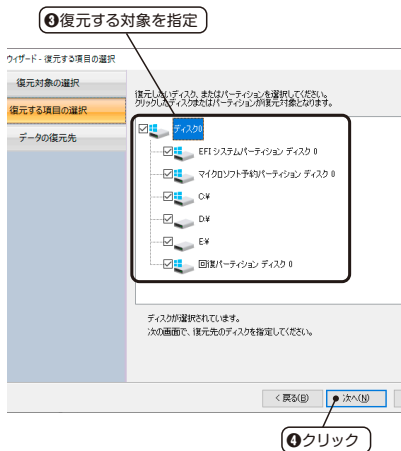 ❸復元する対象を指定
ウィザード - 復元する項目の選択
復元対象の選択
復元する項目の選択
データの復元先
復元したいディスク、またはパーティションを選択してください。
クリックしたディスクまたはパーティションが復元対象となります。
ディスク0
EFI システムパーティション ディスク 0
マイクロソフト予約パーティション ディスク 0
C:¥
D:¥
E:¥
回復パーティション ディスク 0
ディスクが選択されています。
次の画面で、復元先のディスクを指定してください。
< 戻る(B)
次へ(N)
❹クリック